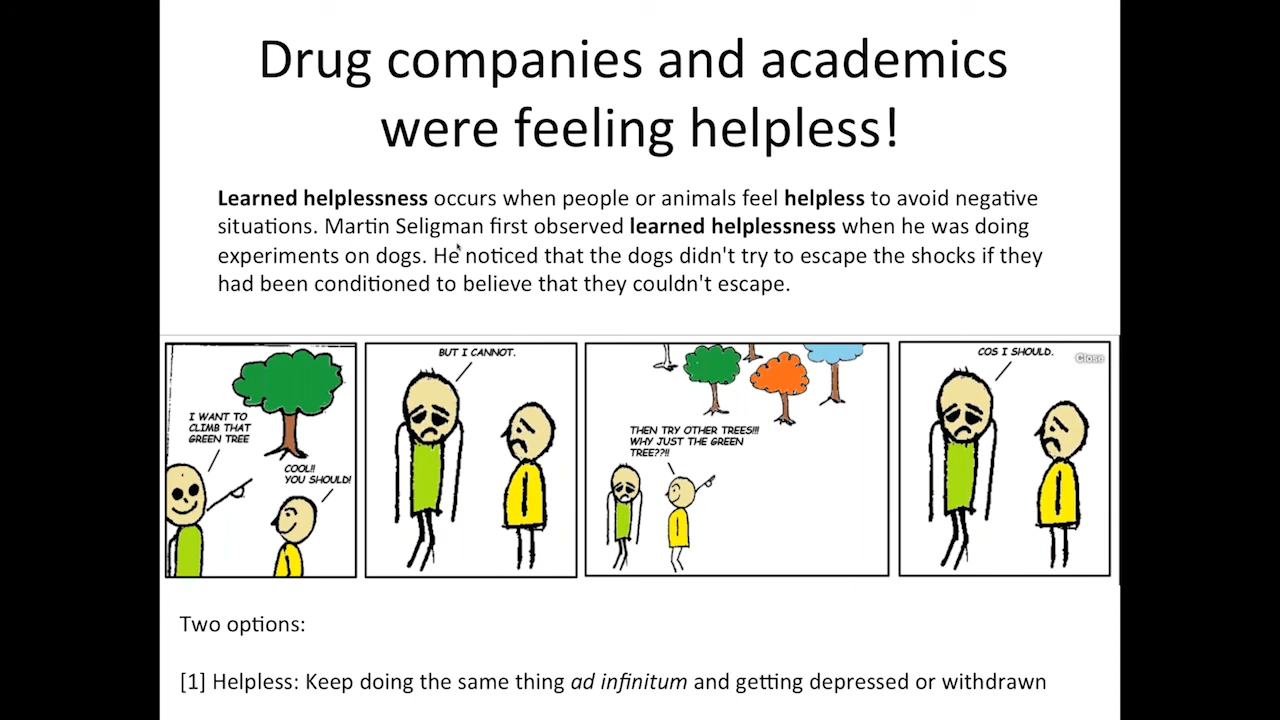 Drug companies and academics
were feeling helpless!
Learned helplessness occurs when people or animals feel helpless to avoid negative
situations. Martin Seligman first observed learned helplessness when he was doing
experiments on dogs. He noticed that the dogs didn't try to escape the shocks if they
had been conditioned to believe that they couldn't escape.
I WANT TO
CLIMB THAT
GREEN TREE
COOL!!
YOU SHOULD!
BUT I CANNOT.
THEN TRY OTHER TREES!!!
WHY JUST THE GREEN
TREE??!!
COS I SHOULD.
Close
Two options:
[1] Helpless: Keep doing the same thing ad infinitum and getting depressed or withdrawn